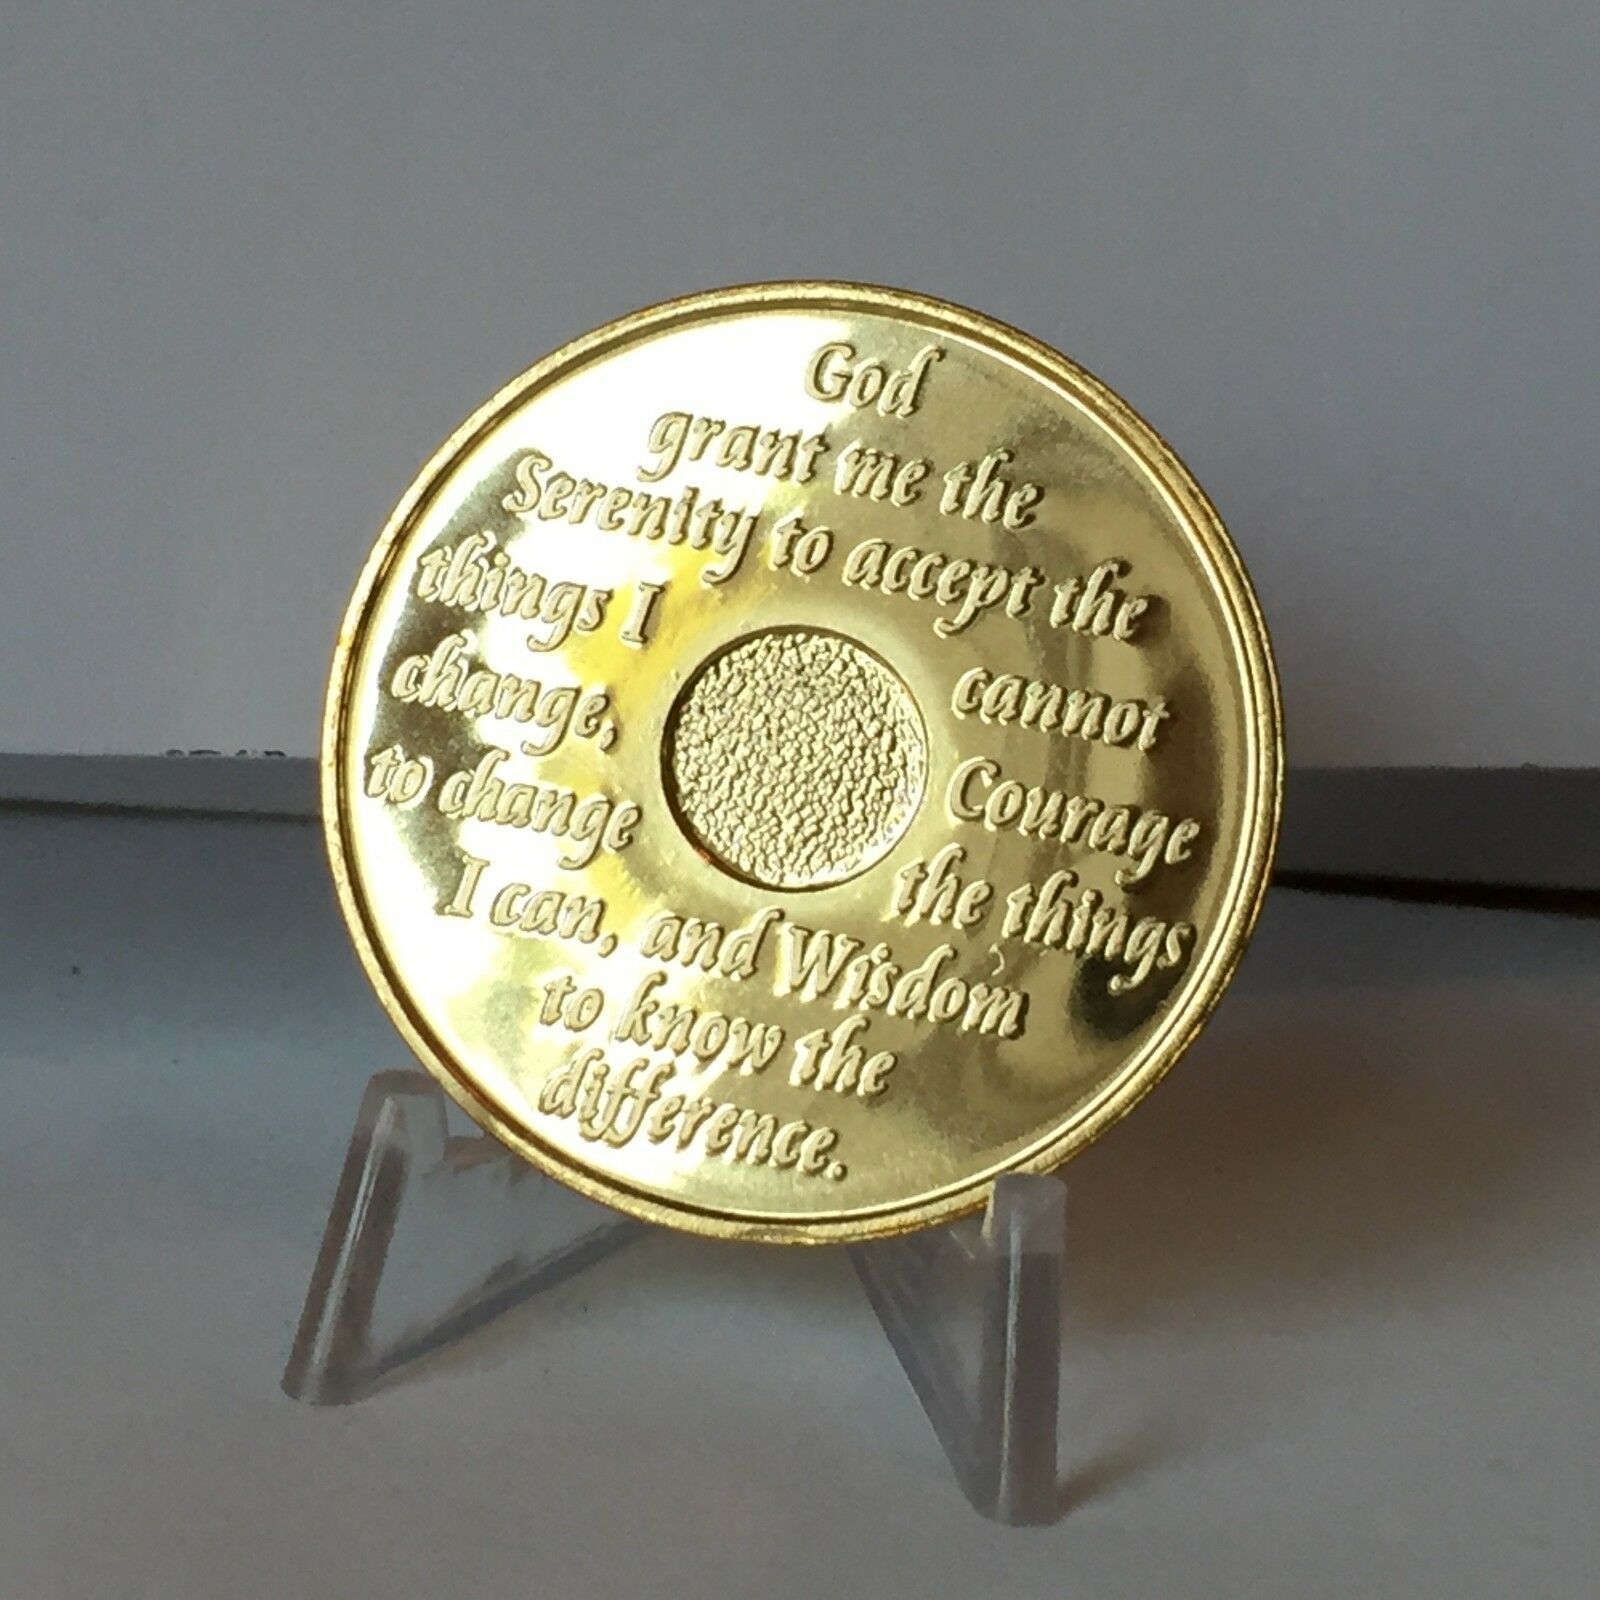 God
grant me the
Serenity to accept the
things I cannot
change, Courage
to change the things
I can, and Wisdom
to know the
difference.